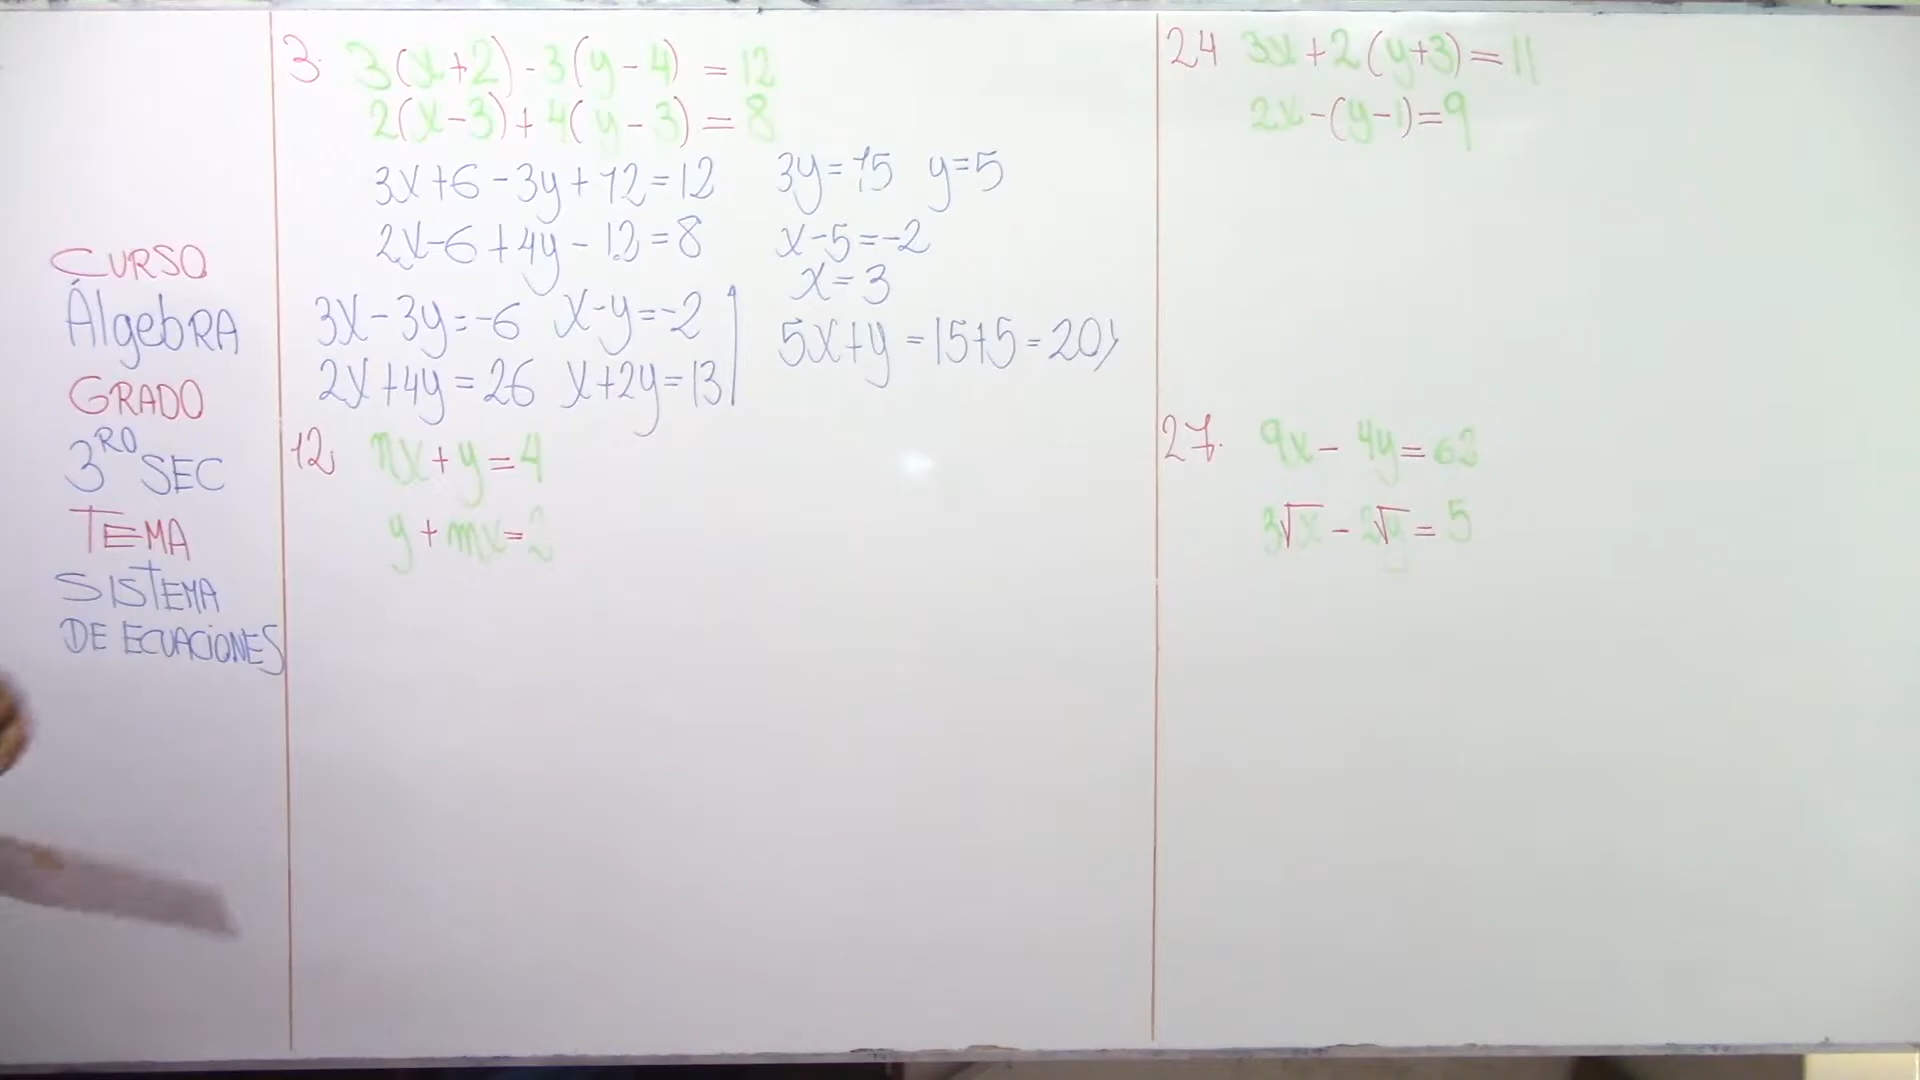 CURSO
Álgebra
GRADO
3RO SEC
TEMA
SISTEMA
DE ECUACIONES
3. 3(x+2) - 3(y-4) = 12
2(x-3) + 4(y-3) = 8
3x+6-3y+12=12
2x-6+4y-12=8
3x-3y=-6 x-y=-2
2x+4y=26 x+2y=13
3y=15 y=5
x-5=-2
x=3
5x+y=15+5=20
12. nx+y=4
y+mx=2
24 3x+2(y+3)=11
2x-(y-1)=9
27. 9x-4y=63
3√x-2√y=5